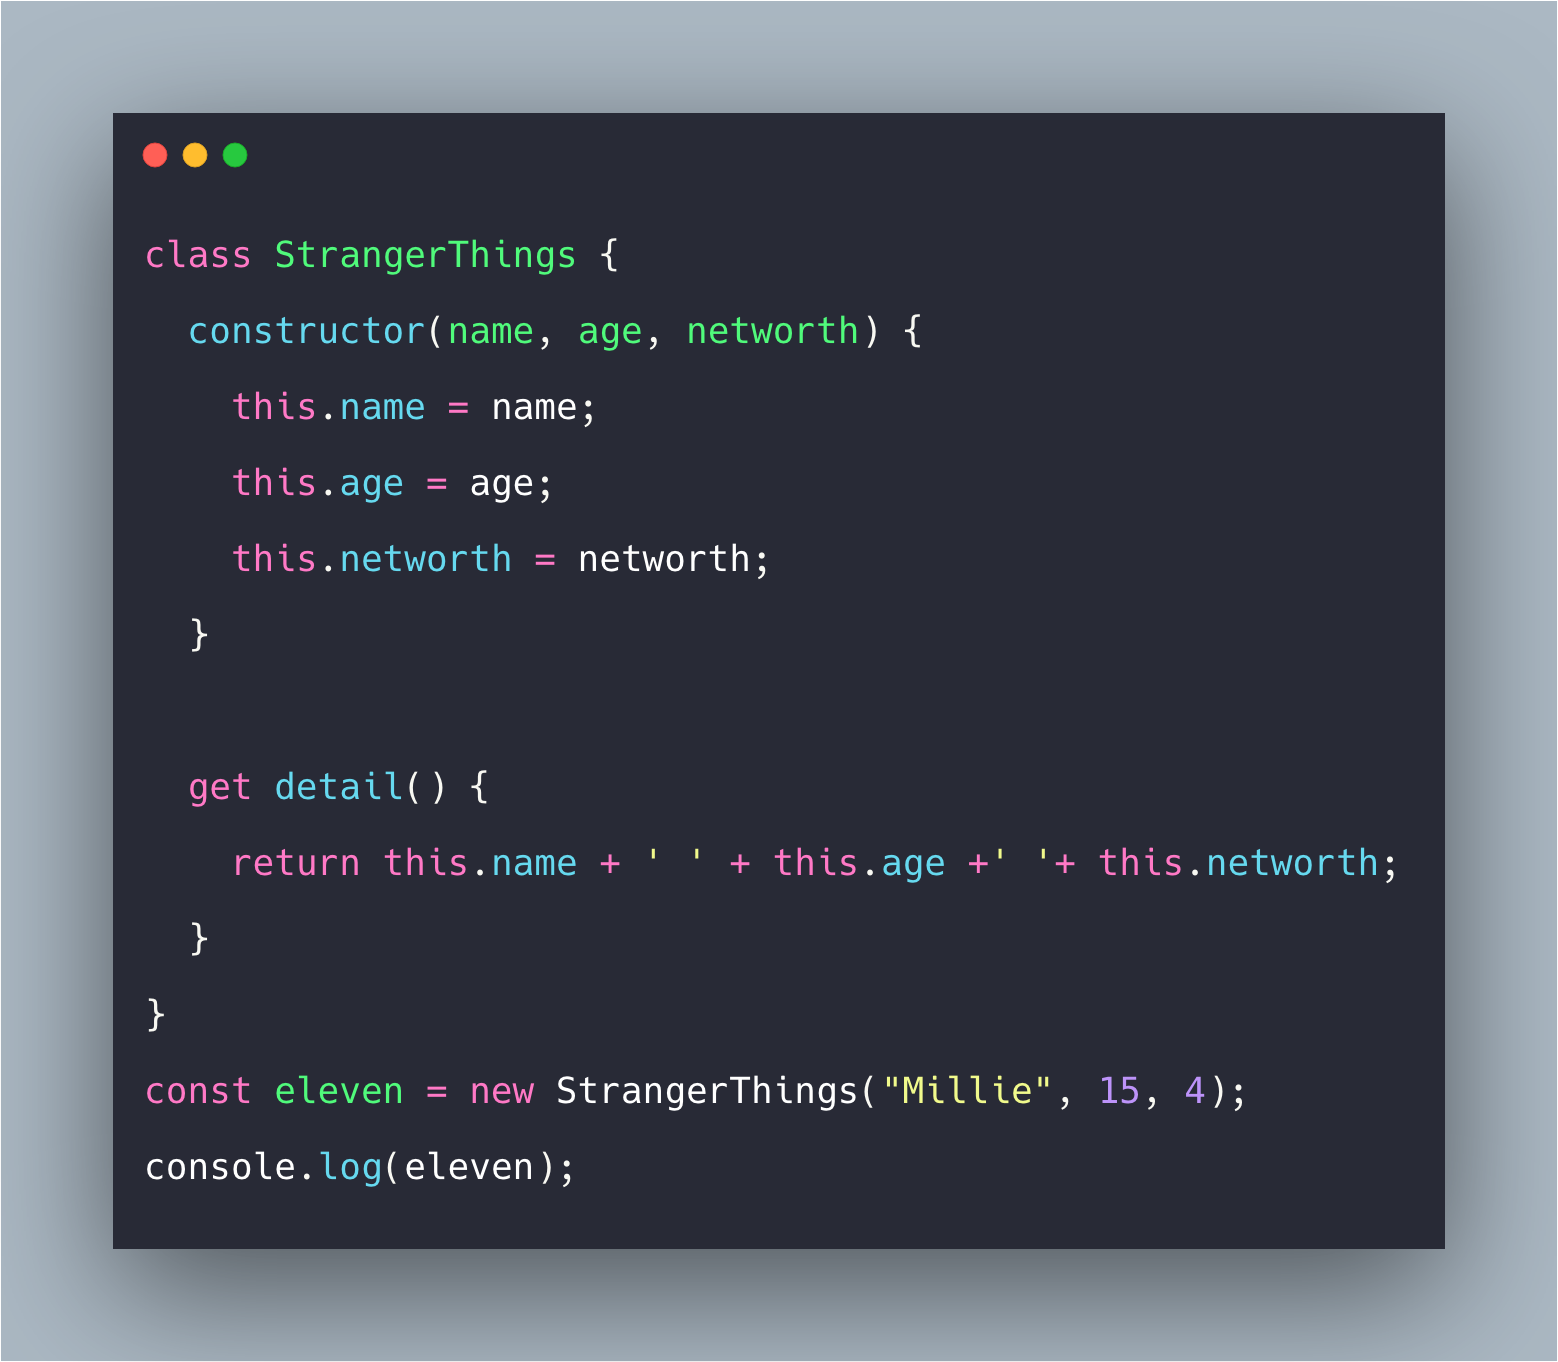 class StrangerThings {
  constructor(name, age, networth) {
    this.name = name;
    this.age = age;
    this.networth = networth;
  }
  get detail() {
    return this.name + ' ' + this.age +' '+ this.networth;
  }
}
const eleven = new StrangerThings("Millie", 15, 4);
console.log(eleven);